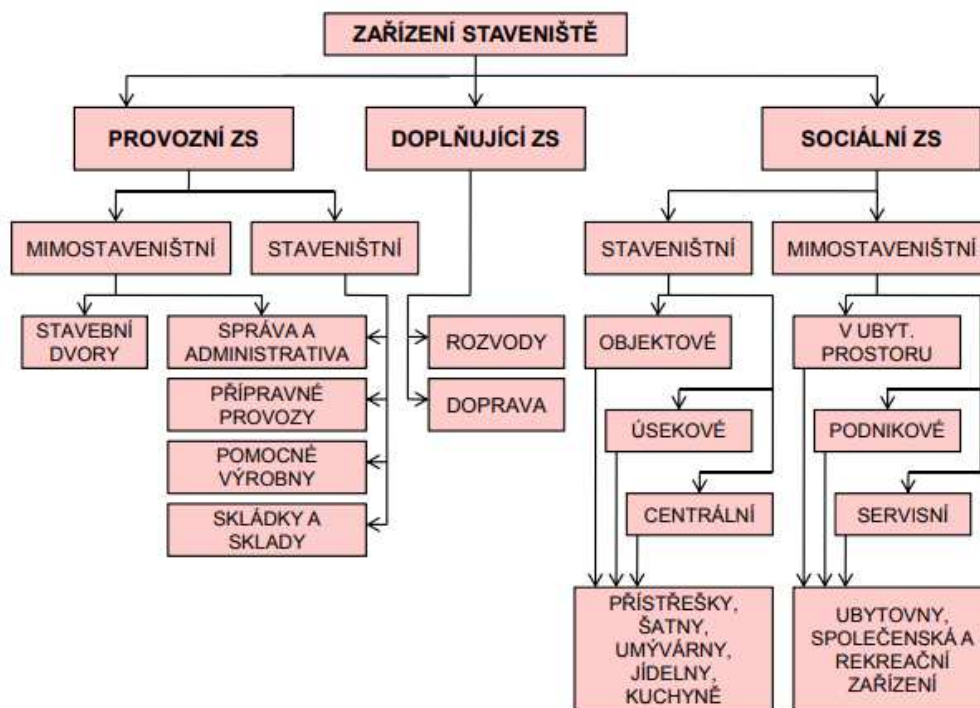 ZAŘÍZENÍ STAVENIŠTĚ
PROVOZNÍ ZS
DOPLŇUJÍCÍ ZS
SOCIÁLNÍ ZS
MIMOSTAVENIŠTNÍ
STAVENIŠTNÍ
STAVENIŠTNÍ
MIMOSTAVENIŠTNÍ
STAVEBNÍ
DVORY
SPRÁVA A
ADMINISTRATIVA
ROZVODY
OBJEKTOVÉ
V UBYT.
PROSTORU
PŘÍPRAVNÉ
PROVOZY
DOPRAVA
ÚSEKOVÉ
PODNIKOVÉ
POMOCNÉ
VÝROBNY
SKLÁDKY A
SKLADY
CENTRÁLNÍ
SERVISNÍ
PŘÍSTŘEŠKY,
ŠATNY,
UMÝVÁRNY,
JÍDELNY,
KUCHYNĚ
UBYTOVNY,
SPOLEČENSKÁ A
REKREAČNÍ
ZAŘÍZENÍ